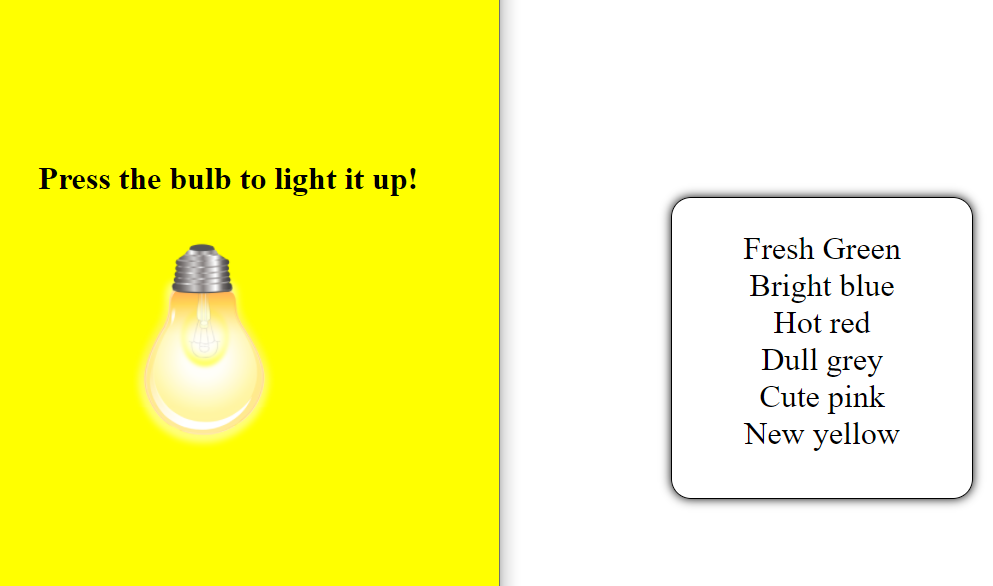 Press the bulb to light it up!
Fresh Green
Bright blue
Hot red
Dull grey
Cute pink
New yellow